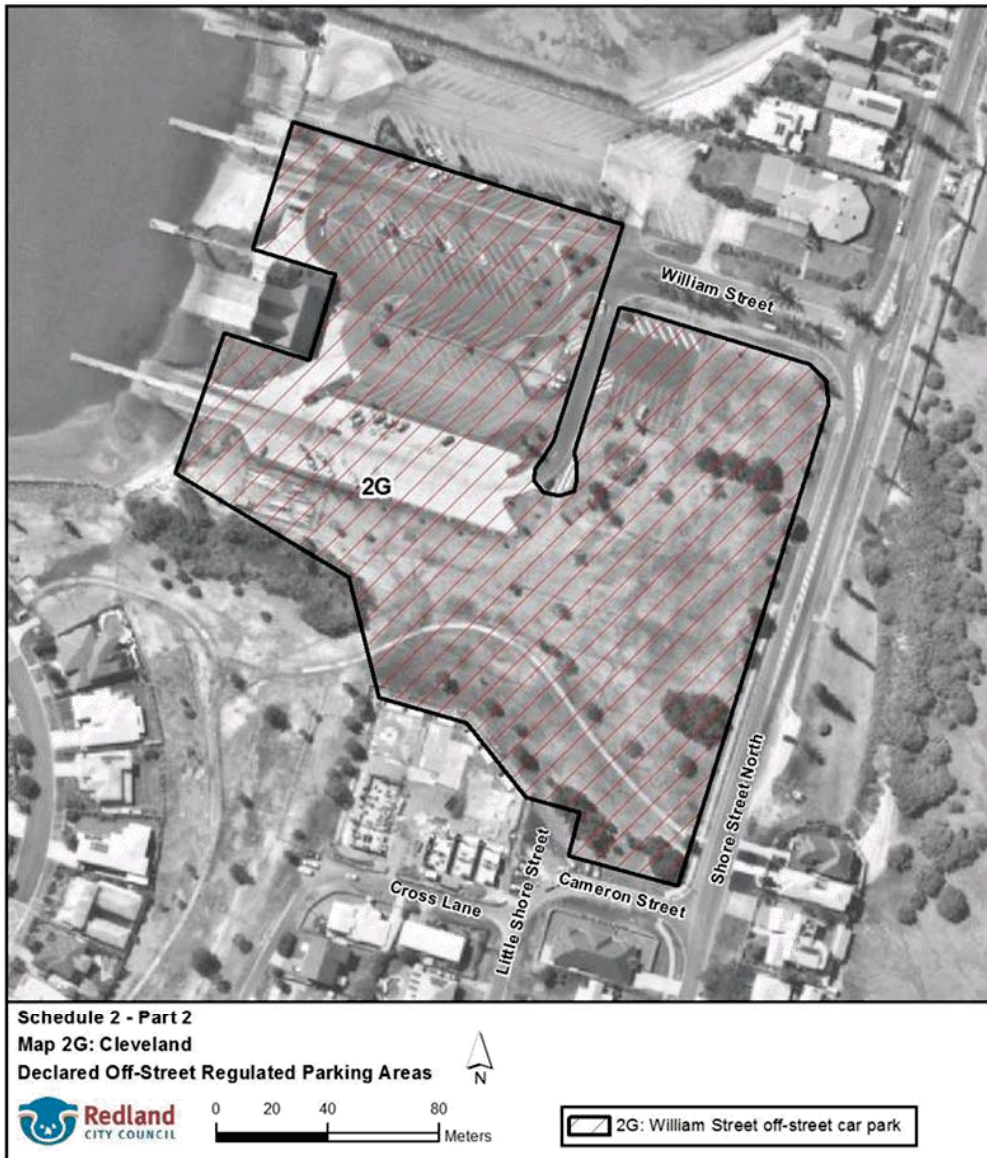 William Street
2G
Shore Street North
Little Shore Street
Cameron Street
Cross Lane
Schedule 2 - Part 2
Map 2G: Cleveland
Declared Off-Street Regulated Parking Areas
N
Redland
CITY COUNCIL
0 20 40 80
Meters
2G: William Street off-street car park